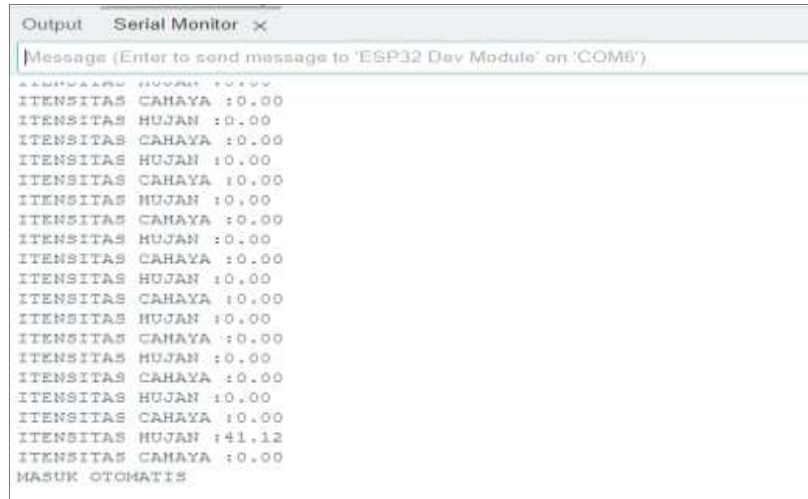 Output Serial Monitor ×
Message (Enter to send message to 'ESP32 Dev Module' on 'COM6')
ITENSITAS HUJAN :0.00
ITENSITAS CAHAYA :0.00
ITENSITAS HUJAN :0.00
ITENSITAS CAHAYA :0.00
ITENSITAS HUJAN :0.00
ITENSITAS CAHAYA :0.00
ITENSITAS HUJAN :0.00
ITENSITAS CAHAYA :0.00
ITENSITAS HUJAN :0.00
ITENSITAS CAHAYA :0.00
ITENSITAS HUJAN :0.00
ITENSITAS CAHAYA :0.00
ITENSITAS HUJAN :0.00
ITENSITAS CAHAYA :0.00
ITENSITAS HUJAN :0.00
ITENSITAS CAHAYA :0.00
ITENSITAS HUJAN :0.00
ITENSITAS CAHAYA :0.00
ITENSITAS HUJAN :41.12
ITENSITAS CAHAYA :0.00
MASUK OTOMATIS